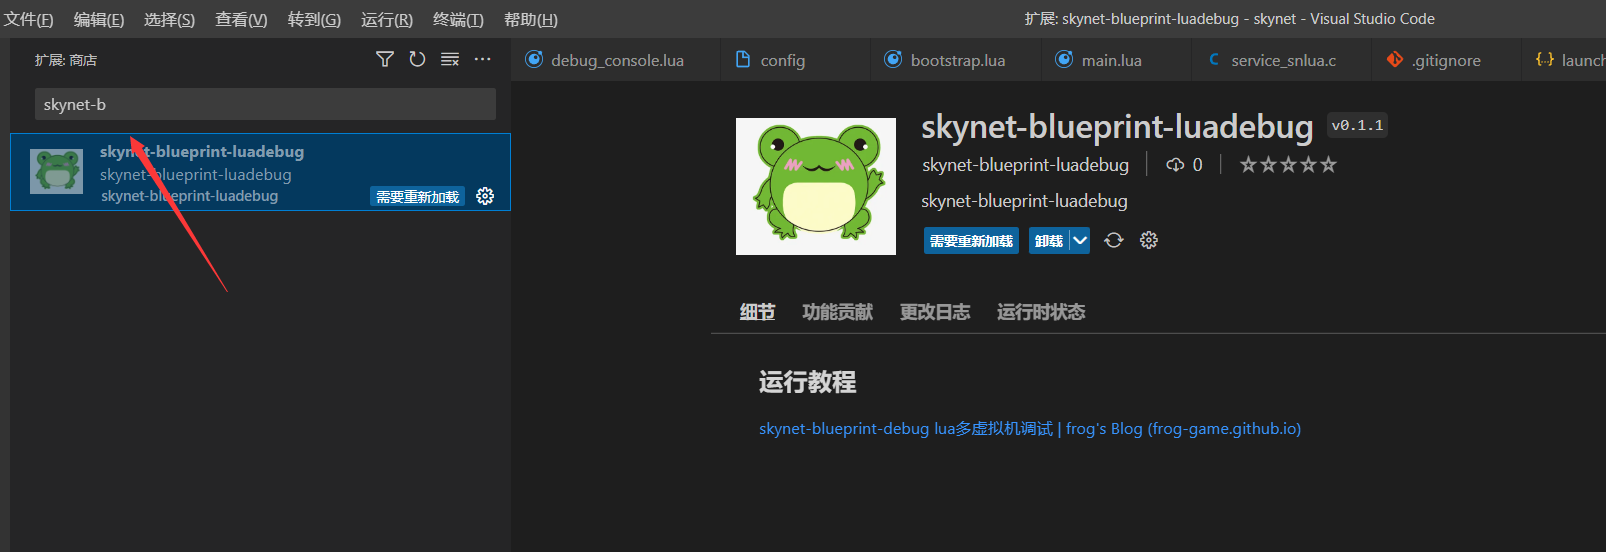 文件(F) 编辑(E) 选择(S) 查看(V) 转到(G) 运行(R) 终端(T) 帮助(H) 扩展: skynet-blueprint-luadebug - skynet - Visual Studio Code
扩展: 商店
debug_console.lua config bootstrap.lua main.lua C service_snlua.c .gitignore {··} launch
skynet-b
skynet-blueprint-luadebug
skynet-blueprint-luadebug
skynet-blueprint-luadebug 需要重新加载
skynet-blueprint-luadebug v0.1.1
skynet-blueprint-luadebug 0
skynet-blueprint-luadebug
需要重新加载 卸载
细节 功能贡献 更改日志 运行时状态
运行教程
skynet-blueprint-debug lua多虚拟机调试 | frog's Blog (frog-game.github.io)